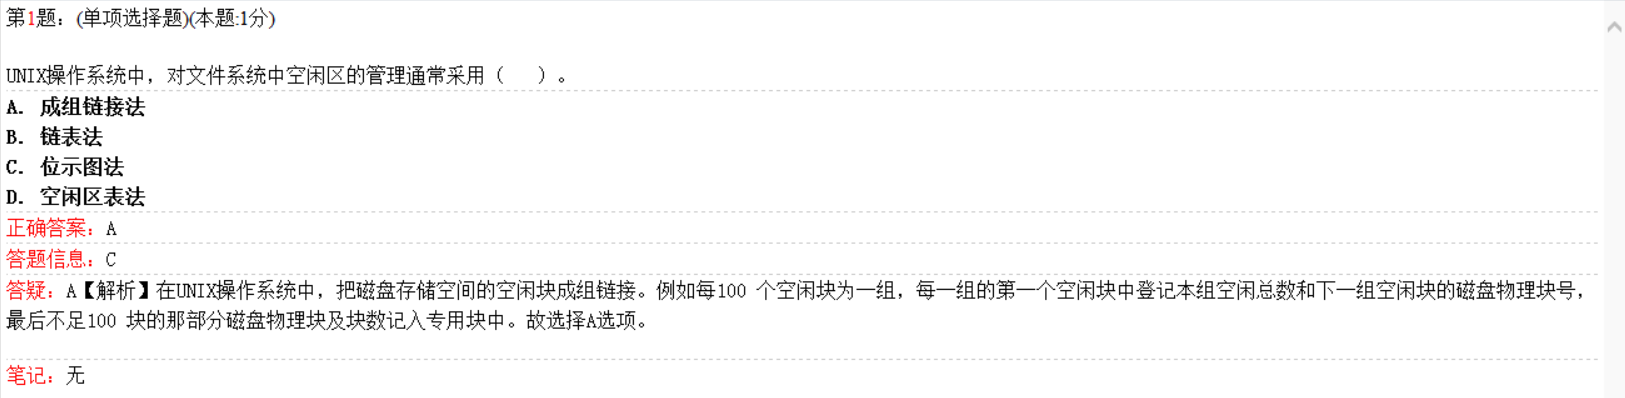 第1题：(单项选择题)(本题:1分)
UNIX操作系统中，对文件系统中空闲区的管理通常采用（　　）。
A. 成组链接法
B. 链表法
C. 位示图法
D. 空闲区表法
正确答案：A
答题信息：C
答疑：A【解析】在UNIX操作系统中，把磁盘存储空间的空闲块成组链接。例如每100 个空闲块为一组，每一组的第一个空闲块中登记本组空闲总数和下一组空闲块的磁盘物理块号，
最后不足100 块的那部分磁盘物理块及块数记入专用块中。故选择A选项。
笔记：无